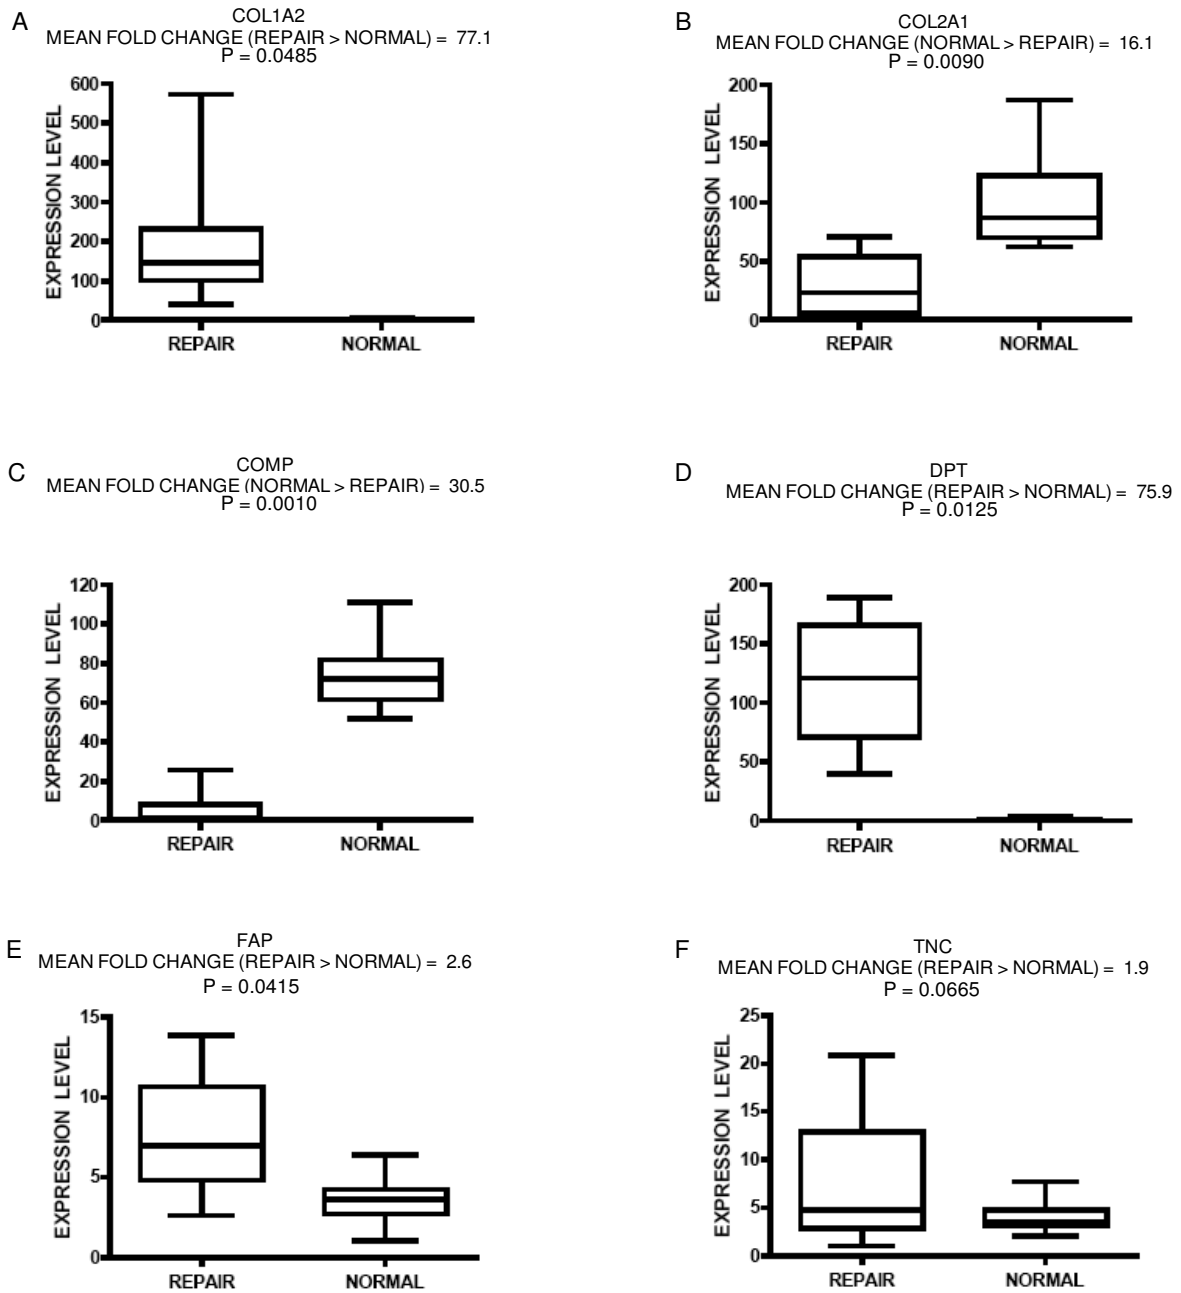 A
COL1A2
MEAN FOLD CHANGE (REPAIR > NORMAL) = 77.1
P = 0.0485
EXPRESSION LEVEL
600
500
400
300
200
100
0
REPAIR NORMAL
B
COL2A1
MEAN FOLD CHANGE (NORMAL > REPAIR) = 16.1
P = 0.0090
EXPRESSION LEVEL
200
150
100
50
0
REPAIR NORMAL
C
COMP
MEAN FOLD CHANGE (NORMAL > REPAIR) = 30.5
P = 0.0010
EXPRESSION LEVEL
120
100
80
60
40
20
0
REPAIR NORMAL
D
DPT
MEAN FOLD CHANGE (REPAIR > NORMAL) = 75.9
P = 0.0125
EXPRESSION LEVEL
200
150
100
50
0
REPAIR NORMAL
E
FAP
MEAN FOLD CHANGE (REPAIR > NORMAL) = 2.6
P = 0.0415
EXPRESSION LEVEL
15
10
5
0
REPAIR NORMAL
F
TNC
MEAN FOLD CHANGE (REPAIR > NORMAL) = 1.9
P = 0.0665
EXPRESSION LEVEL
25
20
15
10
5
0
REPAIR NORMAL